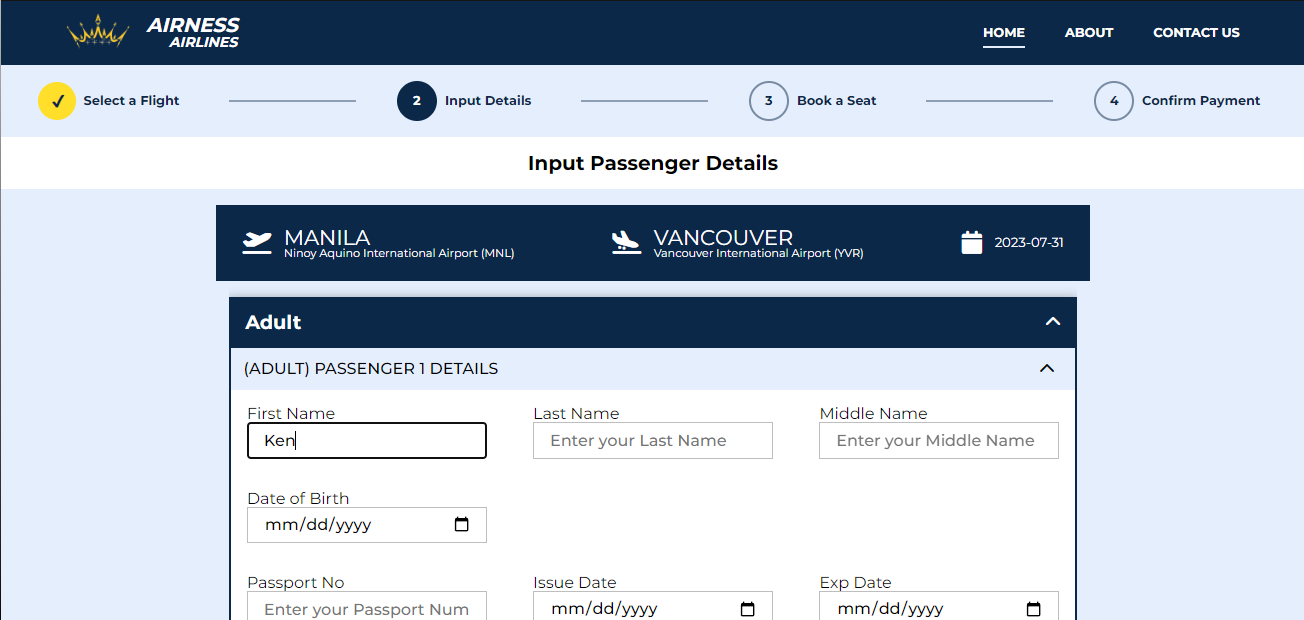 AIRNESS
AIRLINES
HOME ABOUT CONTACT US
Select a Flight 2 Input Details 3 Book a Seat 4 Confirm Payment
Input Passenger Details
MANILA
Ninoy Aquino International Airport (MNL)
VANCOUVER
Vancouver International Airport (YVR)
2023-07-31
Adult
(ADULT) PASSENGER 1 DETAILS
First Name Last Name Middle Name
Ken Enter your Last Name Enter your Middle Name
Date of Birth
mm/dd/yyyy
Passport No Issue Date Exp Date
Enter your Passport Num mm/dd/yyyy mm/dd/yyyy